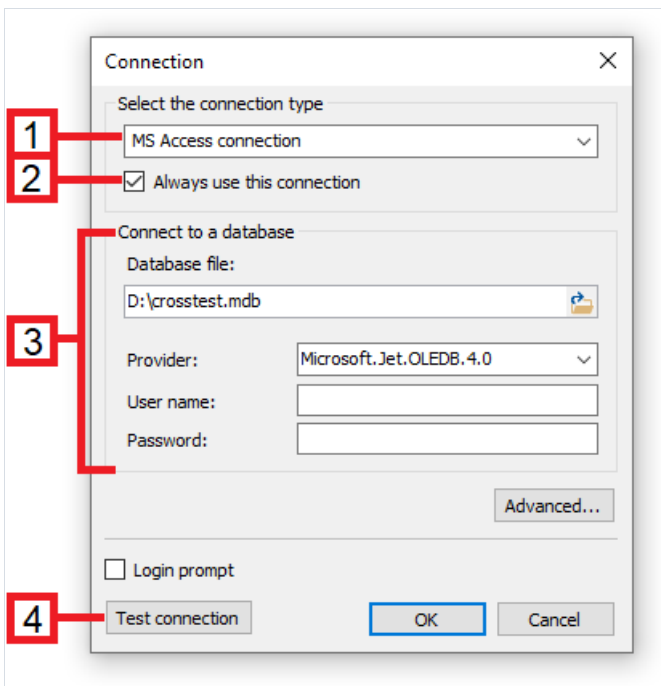 Connection
Select the connection type
1
MS Access connection
2
Always use this connection
Connect to a database
Database file:
D:\crosstest.mdb
3
Provider:
Microsoft.Jet.OLEDB.4.0
User name:
Password:
Advanced...
Login prompt
4
Test connection
OK
Cancel